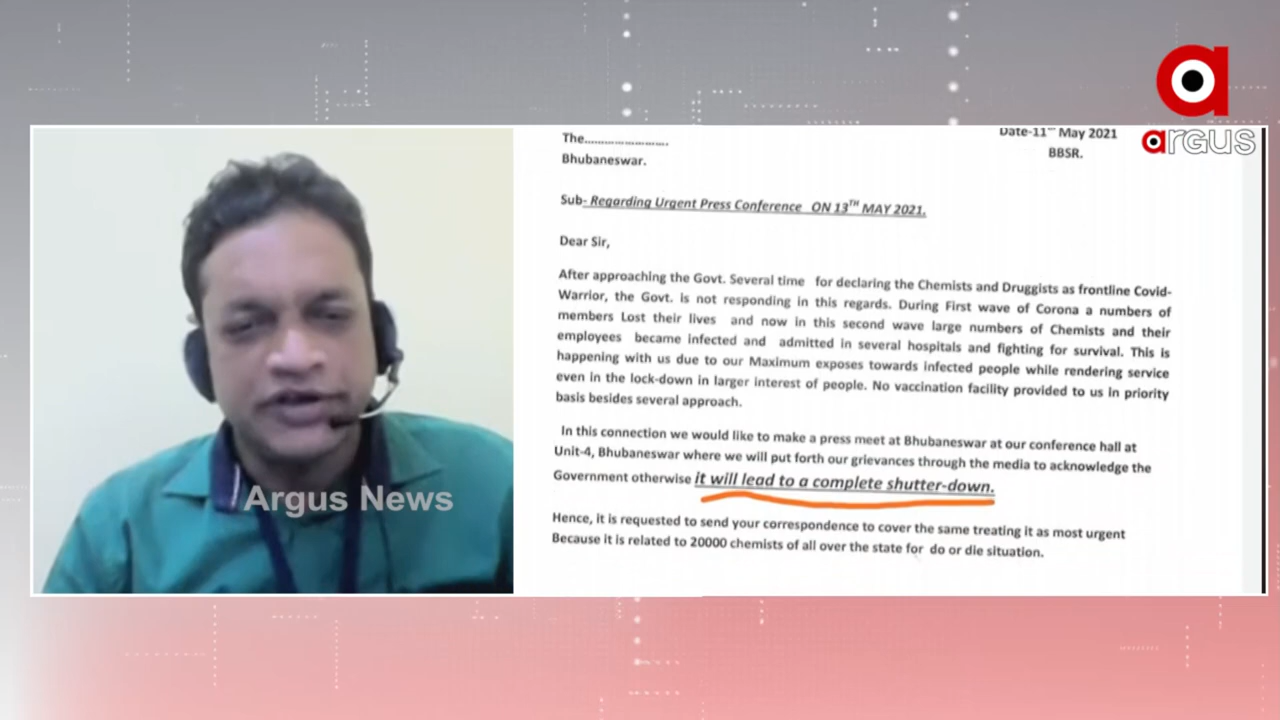 argus
The........................
Bhubaneswar.
Date-11th May 2021
BBSR.
Sub- Regarding Urgent Press Conference ON 13TH MAY 2021.
Dear Sir,
After approaching the Govt. Several time for declaring the Chemists and Druggists as frontline Covid-
Warrior, the Govt. is not responding in this regards. During First wave of Corona a numbers of
members Lost their lives and now in this second wave large numbers of Chemists and their
employees became infected and admitted in several hospitals and fighting for survival. This is
happening with us due to our Maximum exposes towards infected people while rendering service
even in the lock-down in larger interest of people. No vaccination facility provided to us in priority
basis besides several approach.
In this connection we would like to make a press meet at Bhubaneswar at our conference hall at
Unit-4, Bhubaneswar where we will put forth our grievances through the media to acknowledge the
Government otherwise it will lead to a complete shutter-down.
Hence, it is requested to send your correspondence to cover the same treating it as most urgent
Because it is related to 20000 chemists of all over the state for do or die situation.
Argus News